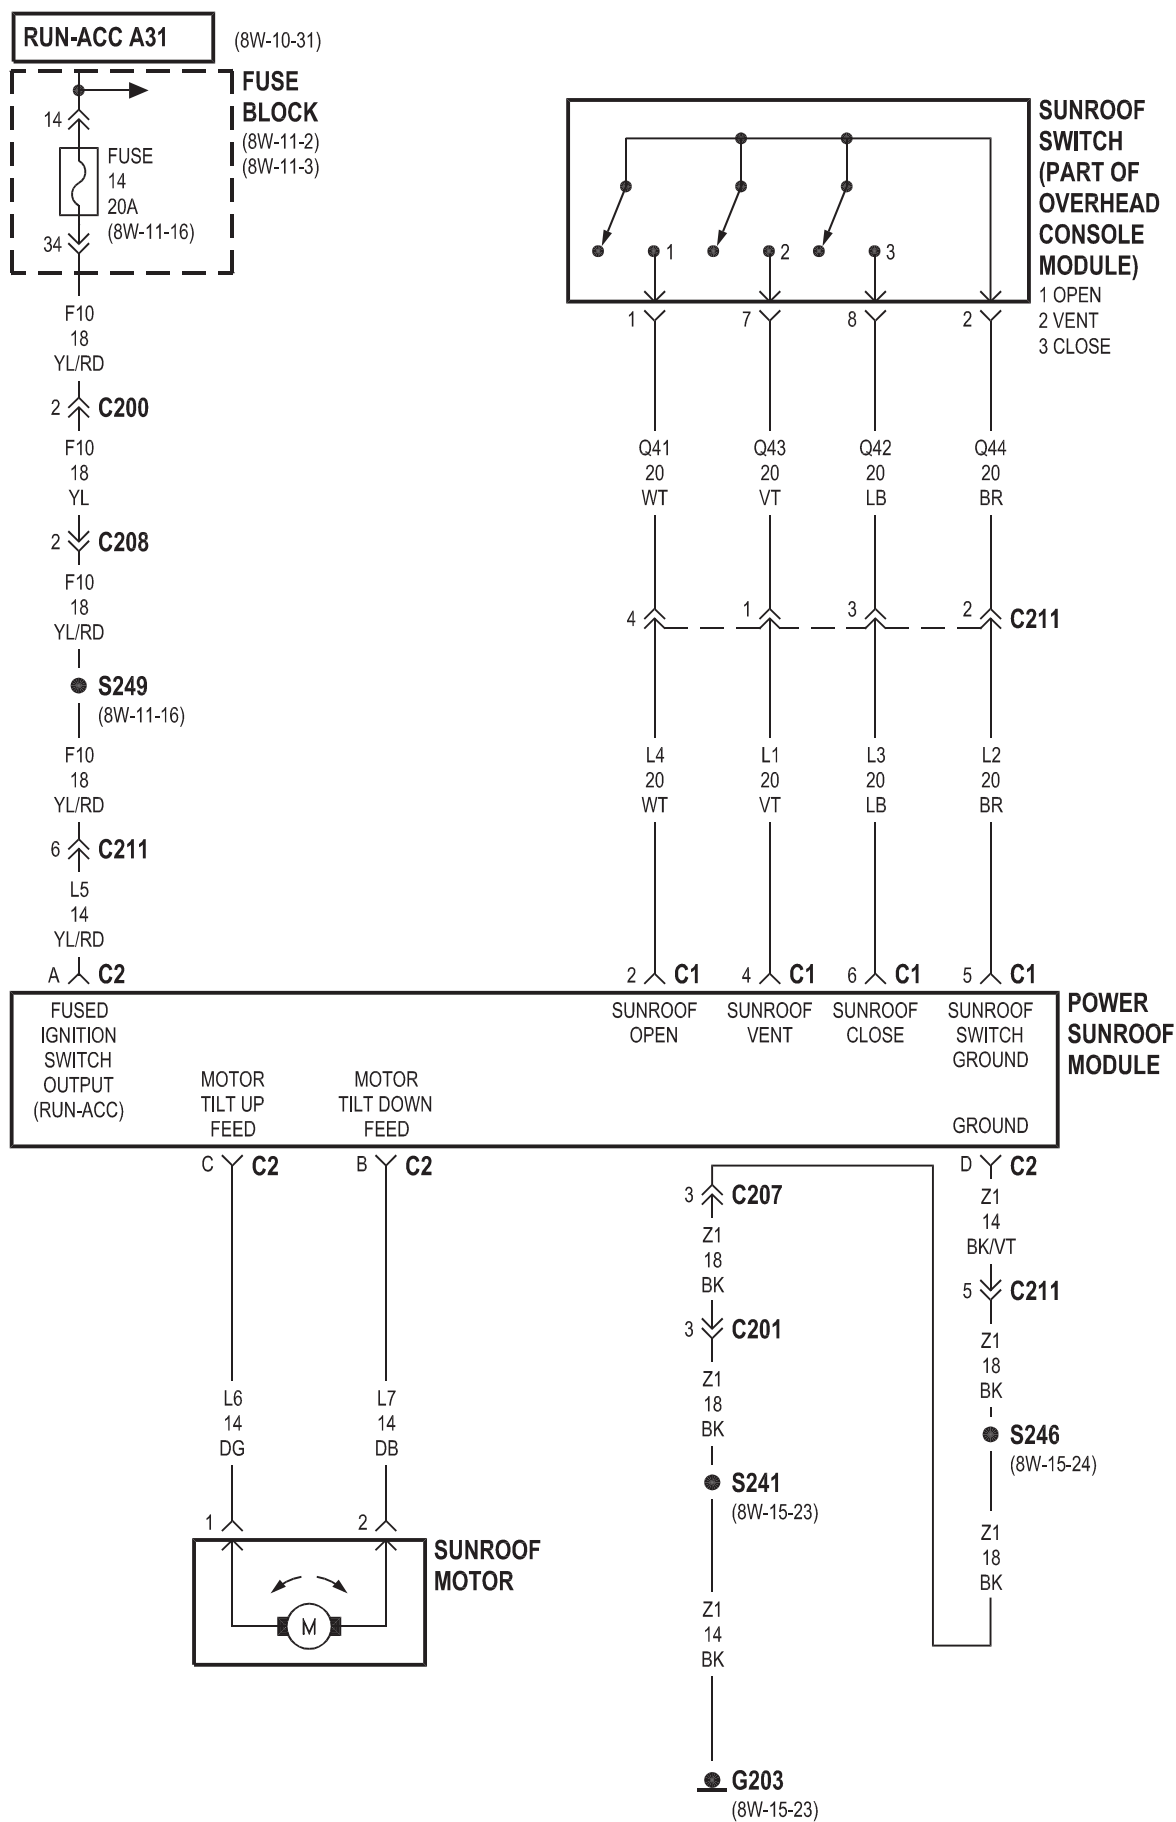 RUN-ACC A31
(8W-10-31)
FUSE
BLOCK
(8W-11-2)
(8W-11-3)
14
FUSE
14
20A
(8W-11-16)
34
F10
18
YL/RD
2
C200
F10
18
YL
2
C208
F10
18
YL/RD
S249
(8W-11-16)
F10
18
YL/RD
6
C211
L5
14
YL/RD
A
C2
SUNROOF
SWITCH
(PART OF
OVERHEAD
CONSOLE
MODULE)
1 OPEN
2 VENT
3 CLOSE
1
2
3
1
7
8
2
Q41
20
WT
Q43
20
VT
Q42
20
LB
Q44
20
BR
4
1
3
2
C211
L4
20
WT
L1
20
VT
L3
20
LB
L2
20
BR
2
C1
4
C1
6
C1
5
C1
FUSED
IGNITION
SWITCH
OUTPUT
(RUN-ACC)
SUNROOF
OPEN
SUNROOF
VENT
SUNROOF
CLOSE
SUNROOF
SWITCH
GROUND
POWER
SUNROOF
MODULE
MOTOR
TILT UP
FEED
MOTOR
TILT DOWN
FEED
GROUND
C
C2
B
C2
D
C2
L6
14
DG
L7
14
DB
1
2
SUNROOF
MOTOR
M
3
C207
Z1
18
BK
3
C201
Z1
18
BK
S241
(8W-15-23)
Z1
14
BK
G203
(8W-15-23)
Z1
14
BK/VT
5
C211
Z1
18
BK
S246
(8W-15-24)
Z1
18
BK